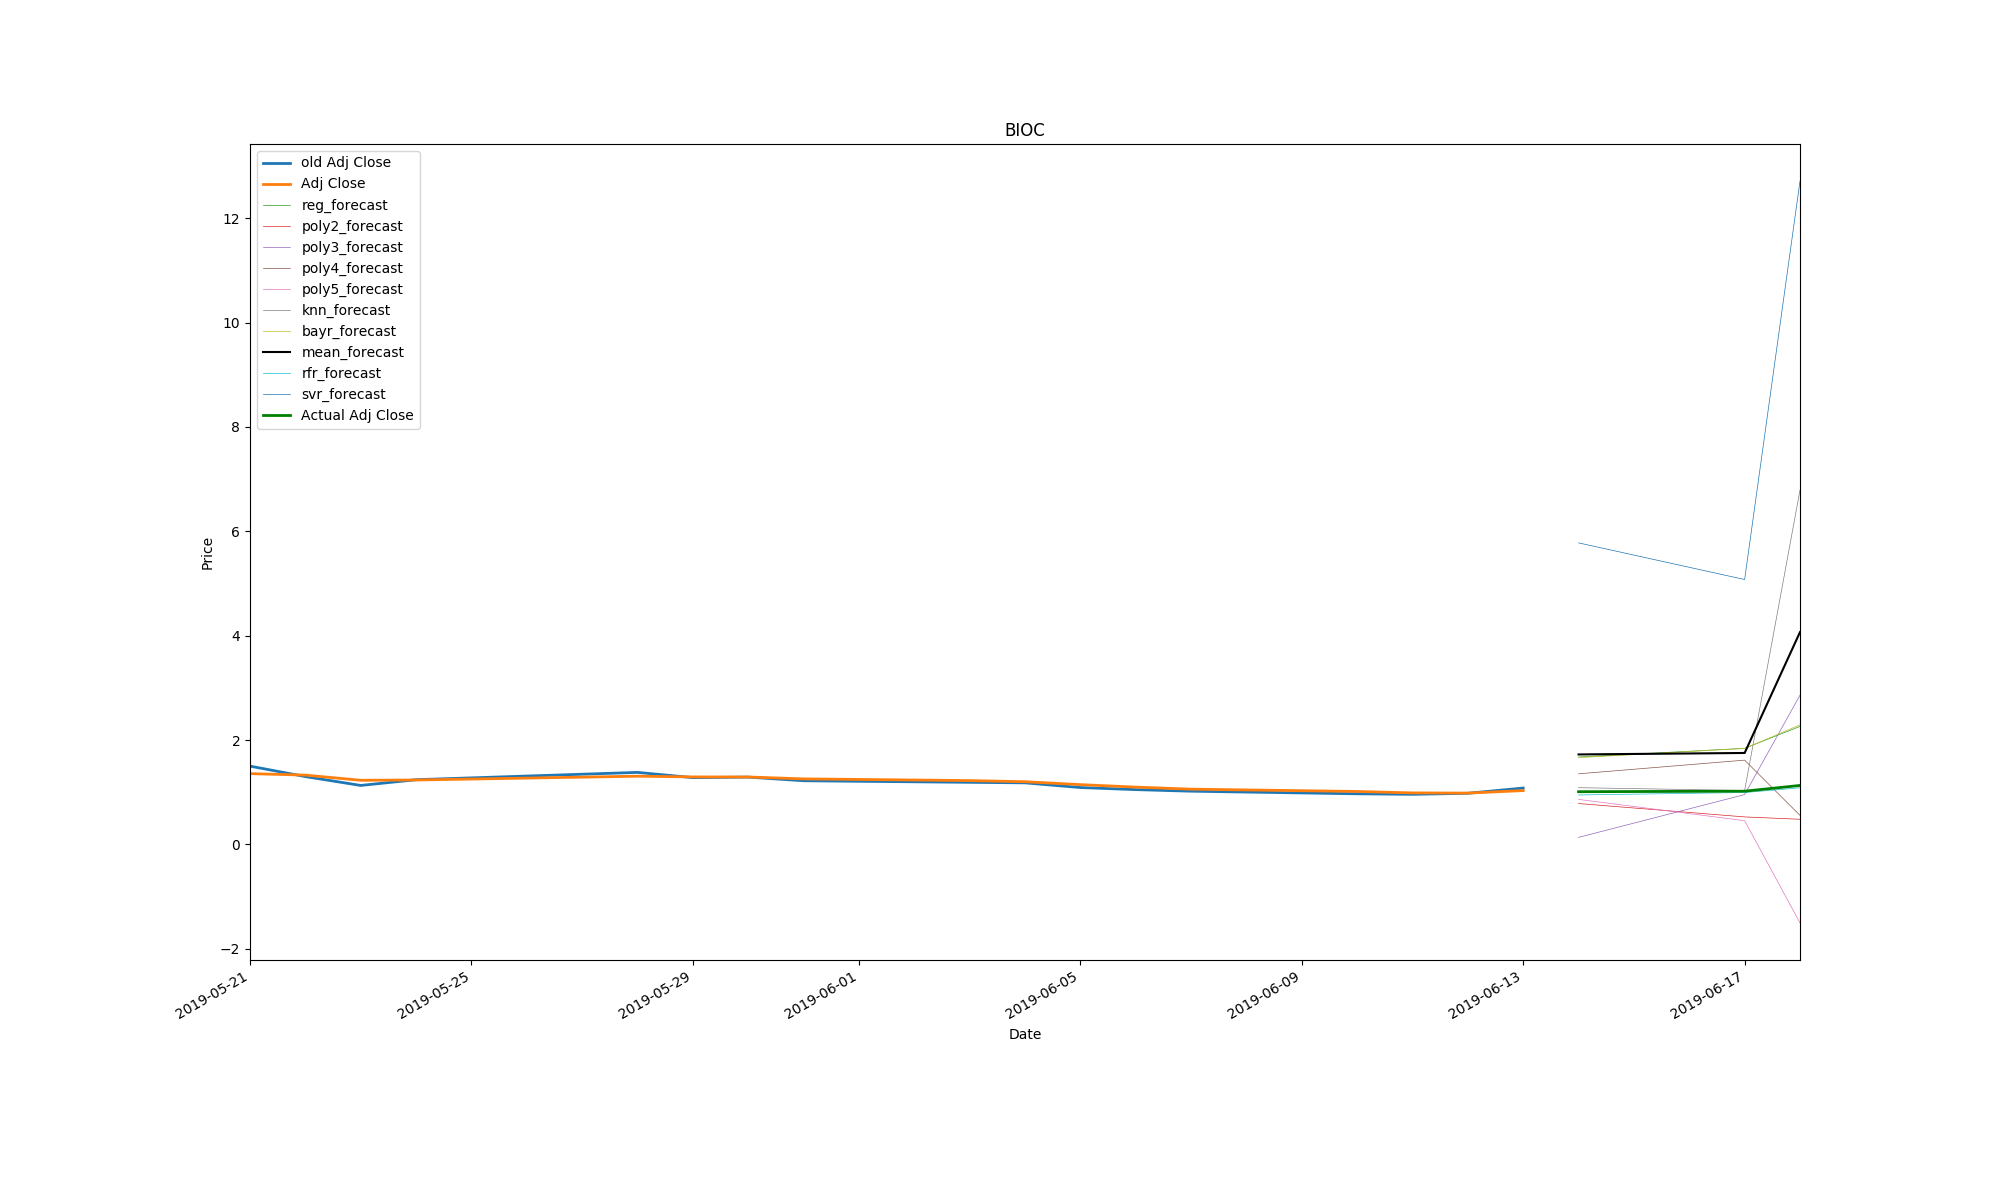 BIOC
old Adj Close
Adj Close
reg_forecast
poly2_forecast
poly3_forecast
poly4_forecast
poly5_forecast
knn_forecast
bayr_forecast
mean_forecast
rfr_forecast
svr_forecast
Actual Adj Close
12
10
8
6
4
2
0
−2
Price
2019-05-21
2019-05-25
2019-05-29
2019-06-01
2019-06-05
2019-06-09
2019-06-13
2019-06-17
Date